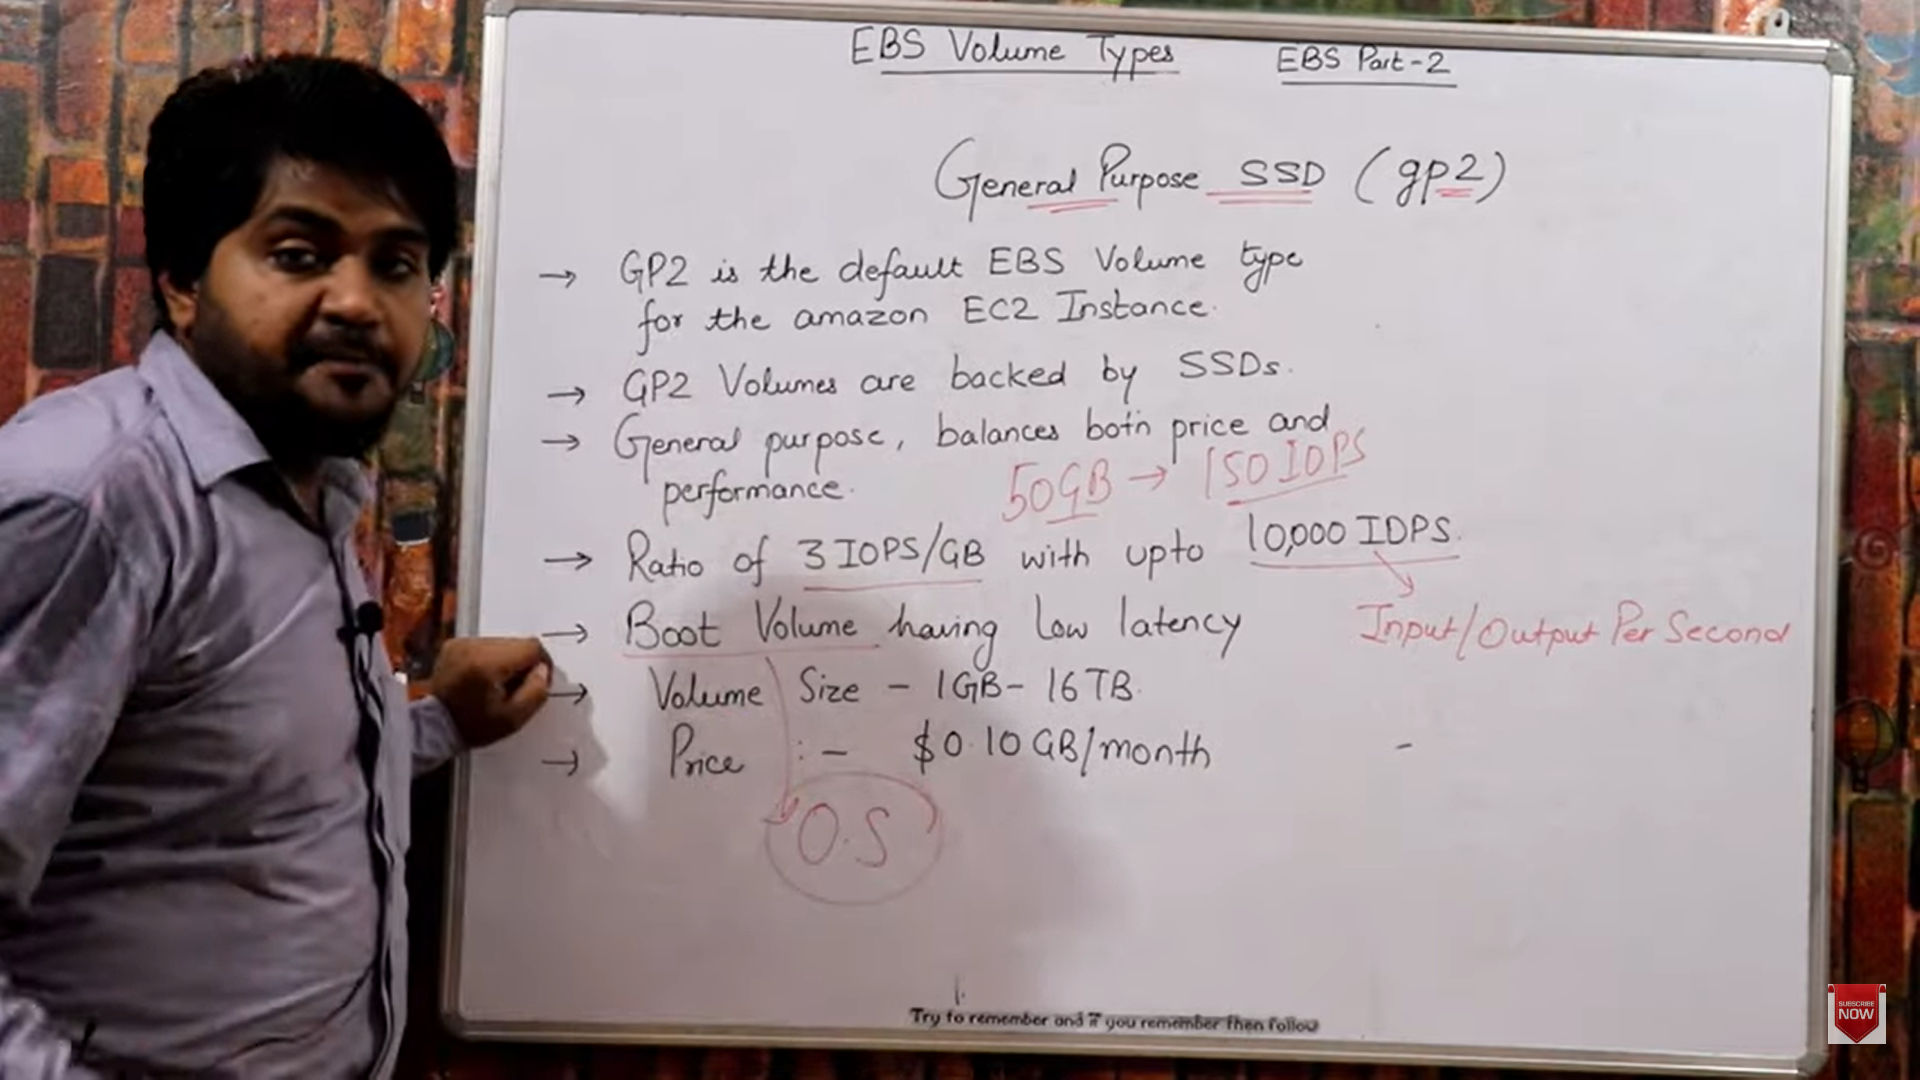 EBS Volume Types EBS Part-2
General Purpose SSD (gp2)
→ GP2 is the default EBS Volume type
for the amazon EC2 Instance.
→ GP2 Volumes are backed by SSDs.
→ General purpose, balances both price and
performance.
50GB → 150 IOPS
→ Ratio of 3 IOPS/GB with upto 10,000 IOPS.
Input/Output Per Second
→ Boot Volume having low latency
→ Volume Size - 1GB - 16TB.
→ Price :- $0.10 GB/month
O.S
Try to remember and if you remember then follow
SUBSCRIBE
NOW